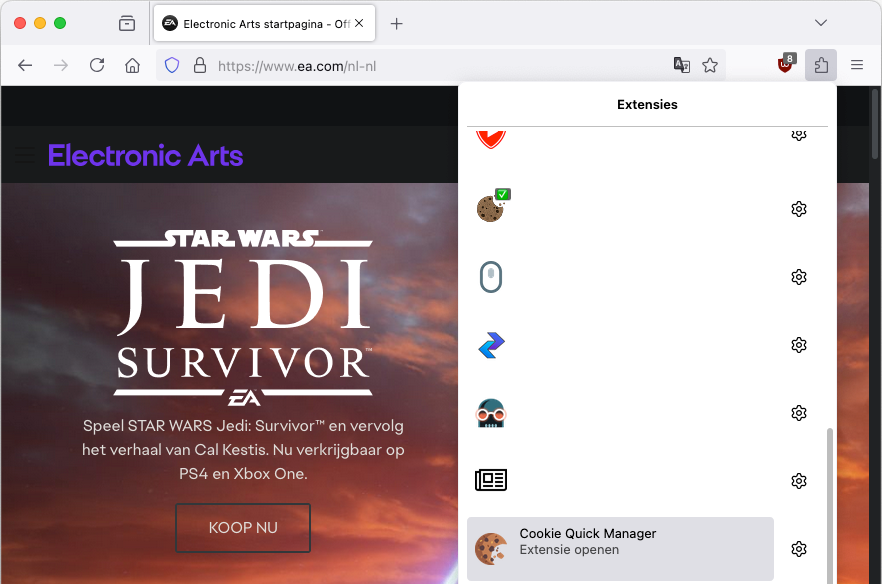 Electronic Arts startpagina - Off
https://www.ea.com/nl-nl
8
Extensies
Electronic Arts
STAR WARS
JEDI
SURVIVOR™
EA
Speel STAR WARS Jedi: Survivor™ en vervolg
het verhaal van Cal Kestis. Nu verkrijgbaar op
PS4 en Xbox One.
KOOP NU
Cookie Quick Manager
Extensie openen